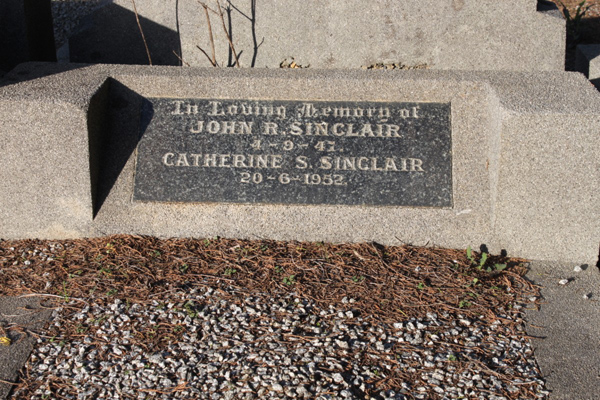 In Loving Memory of
JOHN R. SINCLAIR
4-9-47.
CATHERINE S. SINCLAIR
20-6-1952.